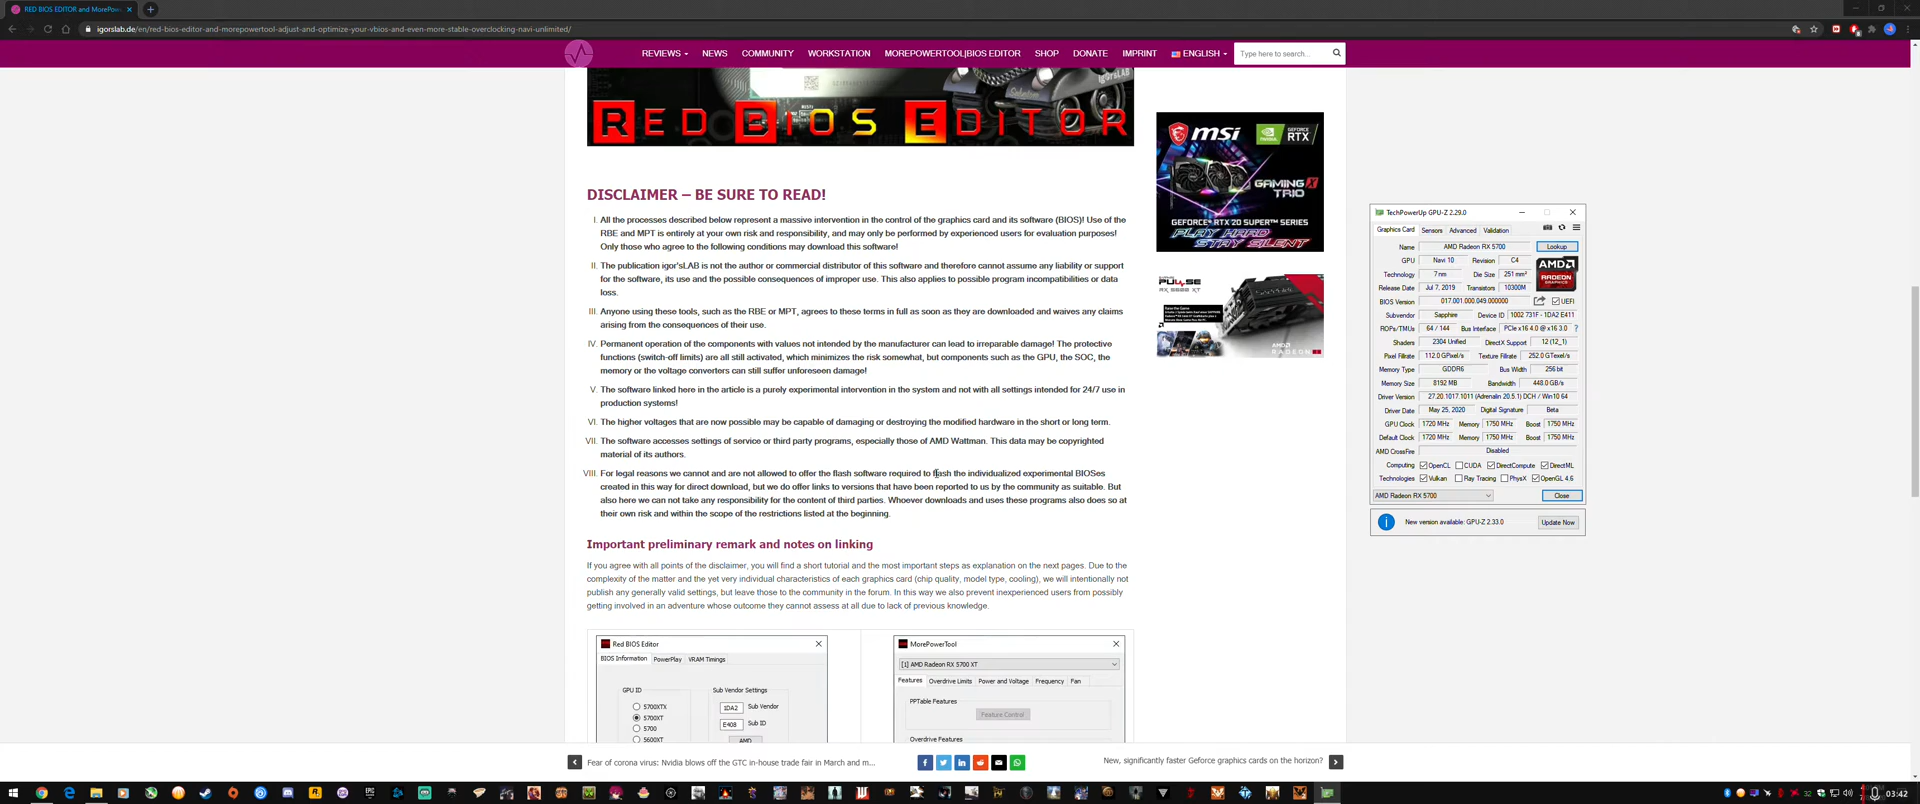 RED BIOS EDITOR and MorePow
igorslab.de/en/red-bios-editor-and-morepowertool-adjust-and-optimize-your-vbios-and-even-more-stable-overclocking-navi-unlimited/
REVIEWS NEWS COMMUNITY WORKSTATION MOREPOWERTOOL|BIOS EDITOR SHOP DONATE IMPRINT ENGLISH Type here to search...
RED BIOS EDITOR
DISCLAIMER – BE SURE TO READ!
I. All the processes described below represent a massive intervention in the control of the graphics card and its software (BIOS)! Use of the
RBE and MPT is entirely at your own risk and responsibility, and may only be performed by experienced users for evaluation purposes!
Only those who agree to the following conditions may download this software!
II. The publication igor'sLAB is not the author or commercial distributor of this software and therefore cannot assume any liability or support
for the software, its use and the possible consequences of improper use. This also applies to possible program incompatibilities or data
loss.
III. Anyone using these tools, such as the RBE or MPT, agrees to these terms in full as soon as they are downloaded and waives any claims
arising from the consequences of their use.
IV. Permanent operation of the components with values not intended by the manufacturer can lead to irreparable damage! The protective
functions (switch-off limits) are all still activated, which minimizes the risk somewhat, but components such as the GPU, the SOC, the
memory or the voltage converters can still suffer unforeseen damage!
V. The software linked here in the article is a purely experimental intervention in the system and not with all settings intended for 24/7 use in
production systems!
VI. The higher voltages that are now possible may be capable of damaging or destroying the modified hardware in the short or long term.
VII. The software accesses settings of service or third party programs, especially those of AMD Wattman. This data may be copyrighted
material of its authors.
VIII. For legal reasons we cannot and are not allowed to offer the flash software required to flash the individualized experimental BIOSes
created in this way for direct download, but we do offer links to versions that have been reported to us by the community as suitable. But
also here we can not take any responsibility for the content of third parties. Whoever downloads and uses these programs also does so at
their own risk and within the scope of the restrictions listed at the beginning.
Important preliminary remark and notes on linking
If you agree with all points of the disclaimer, you will find a short tutorial and the most important steps as explanation on the next pages. Due to the
complexity of the matter and the yet very individual characteristics of each graphics card (chip quality, model type, cooling), we will intentionally not
publish any generally valid settings, but leave those to the community in the forum. In this way we also prevent inexperienced users from possibly
getting involved in an adventure whose outcome they cannot assess at all due to lack of previous knowledge.
Red BIOS Editor
BIOS Information PowerPlay VRAM Timings
GPU ID Sub Vendor Settings
5700XTX
1DA2 Sub Vendor
5700XT
E408 Sub ID
5700
5600XT
AMD
MorePowerTool
[1] AMD Radeon RX 5700 XT
Features Overdrive Limits Power and Voltage Frequency Fan
PPTable Features
Feature Control
Overdrive Features
msi GEFORCE RTX
GAMING X
TRIO
GEFORCE RTX 20 SUPER™ SERIES
PLAY HARD
STAY SILENT
PULSE
RX 5600 XT
AMD RADEON
TechPowerUp GPU-Z 2.29.0
Graphics Card Sensors Advanced Validation
Name AMD Radeon RX 5700 Lookup
GPU Navi 10 Revision C4
Technology 7 nm Die Size 251 mm²
Release Date Jul 7, 2019 Transistors 10300M
BIOS Version 017.001.000.049.000000 UEFI
Subvendor Sapphire Device ID 1002 731F - 1DA2 E411
ROPs/TMUs 64 / 144 Bus Interface PCIe x16 4.0 @ x16 3.0 ?
Shaders 2304 Unified DirectX Support 12 (12_1)
Pixel Fillrate 112.0 GPixel/s Texture Fillrate 252.0 GTexel/s
Memory Type GDDR6 Bus Width 256 bit
Memory Size 8192 MB Bandwidth 448.0 GB/s
Driver Version 27.20.1017.1011 (Adrenalin 20.5.1) DCH / Win10 64
Driver Date May 25, 2020 Digital Signature Beta
GPU Clock 1720 MHz Memory 1750 MHz Boost 1750 MHz
Default Clock 1720 MHz Memory 1750 MHz Boost 1750 MHz
AMD CrossFire Disabled
Computing OpenCL CUDA DirectCompute DirectML
Technologies Vulkan Ray Tracing PhysX OpenGL 4.6
AMD Radeon RX 5700 Close
New version available: GPU-Z 2.33.0 Update Now
AMD RADEON GRAPHICS
Fear of corona virus: Nvidia blows off the GTC in-house trade fair in March and m...
New, significantly faster Geforce graphics cards on the horizon?
32
03:42